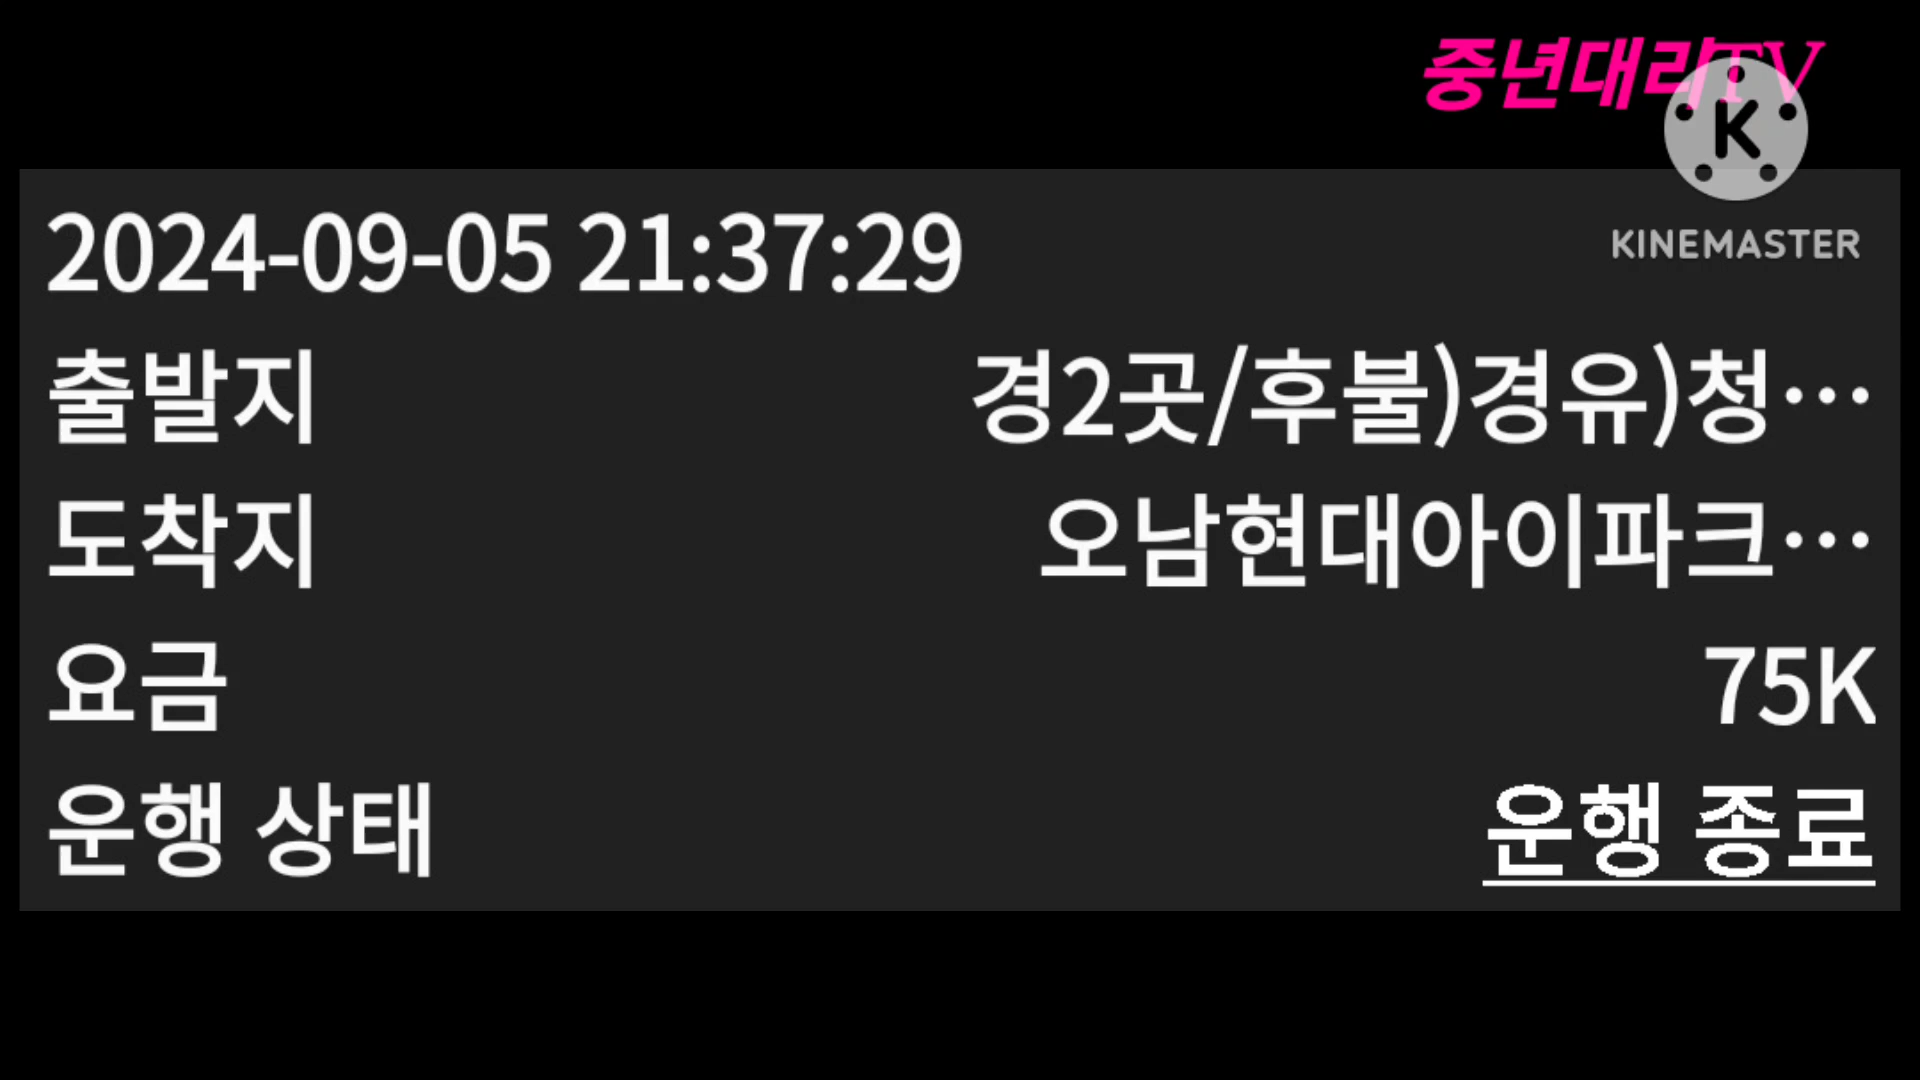 중년대리TV
K
KINEMASTER
2024-09-05 21:37:29
출발지 경2곳/후불)경유)청…
도착지 오남현대아이파크…
요금 75K
운행 상태 운행 종료